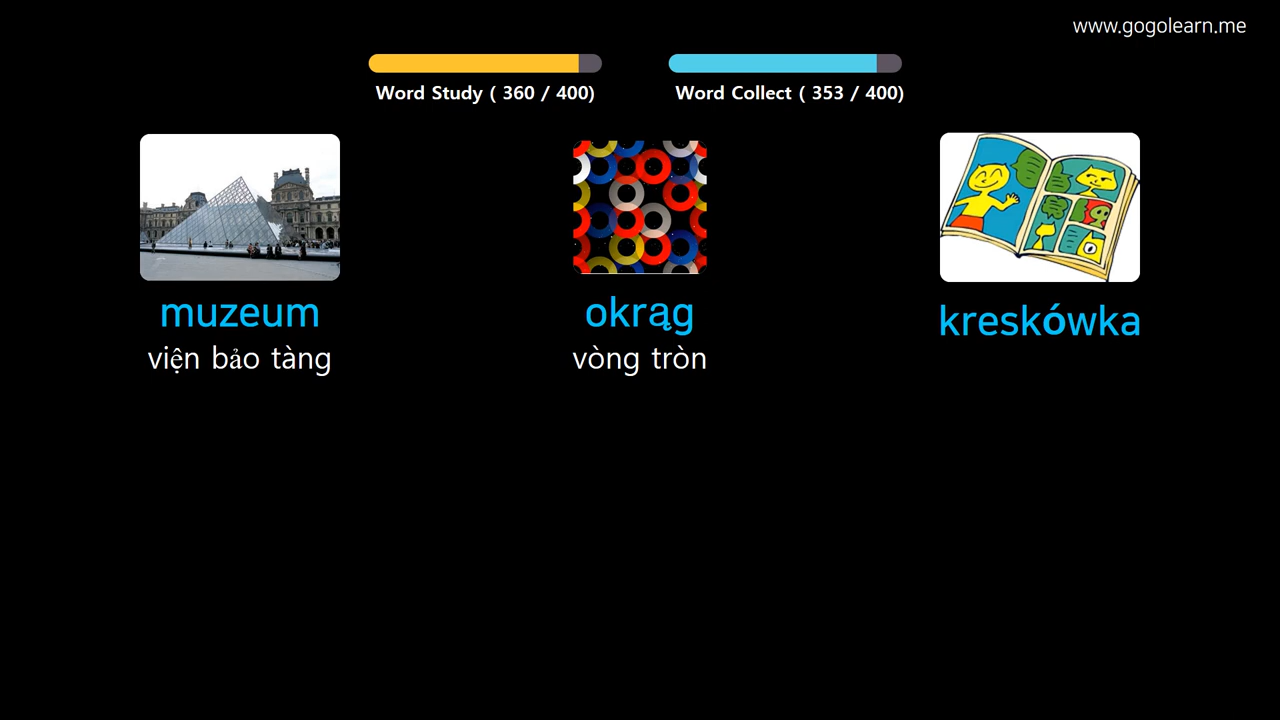 www.gogolearn.me
Word Study ( 360 / 400)
Word Collect ( 353 / 400)
muzeum
viện bảo tàng
okrąg
vòng tròn
kreskówka